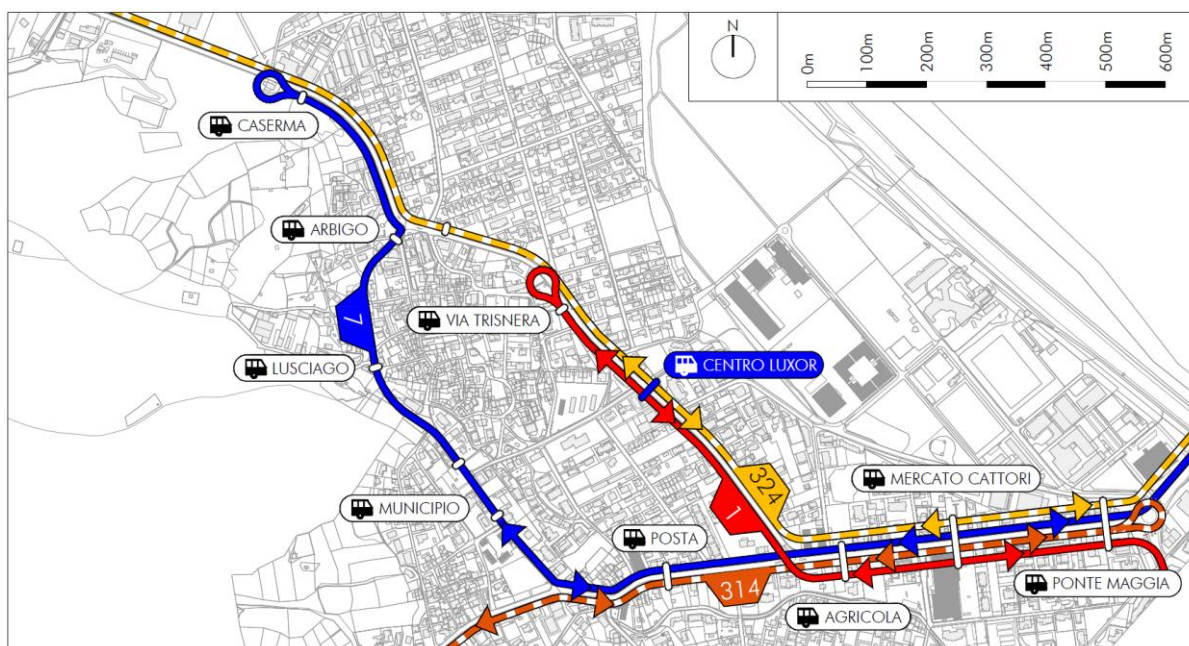 N
0m
100m
200m
300m
400m
500m
600m
CASERMA
ARBIGO
7
VIA TRISNERA
LUSCIAGO
CENTRO LUXOR
324
MERCATO CATTORI
1
MUNICIPIO
POSTA
314
PONTE MAGGIA
AGRICOLA